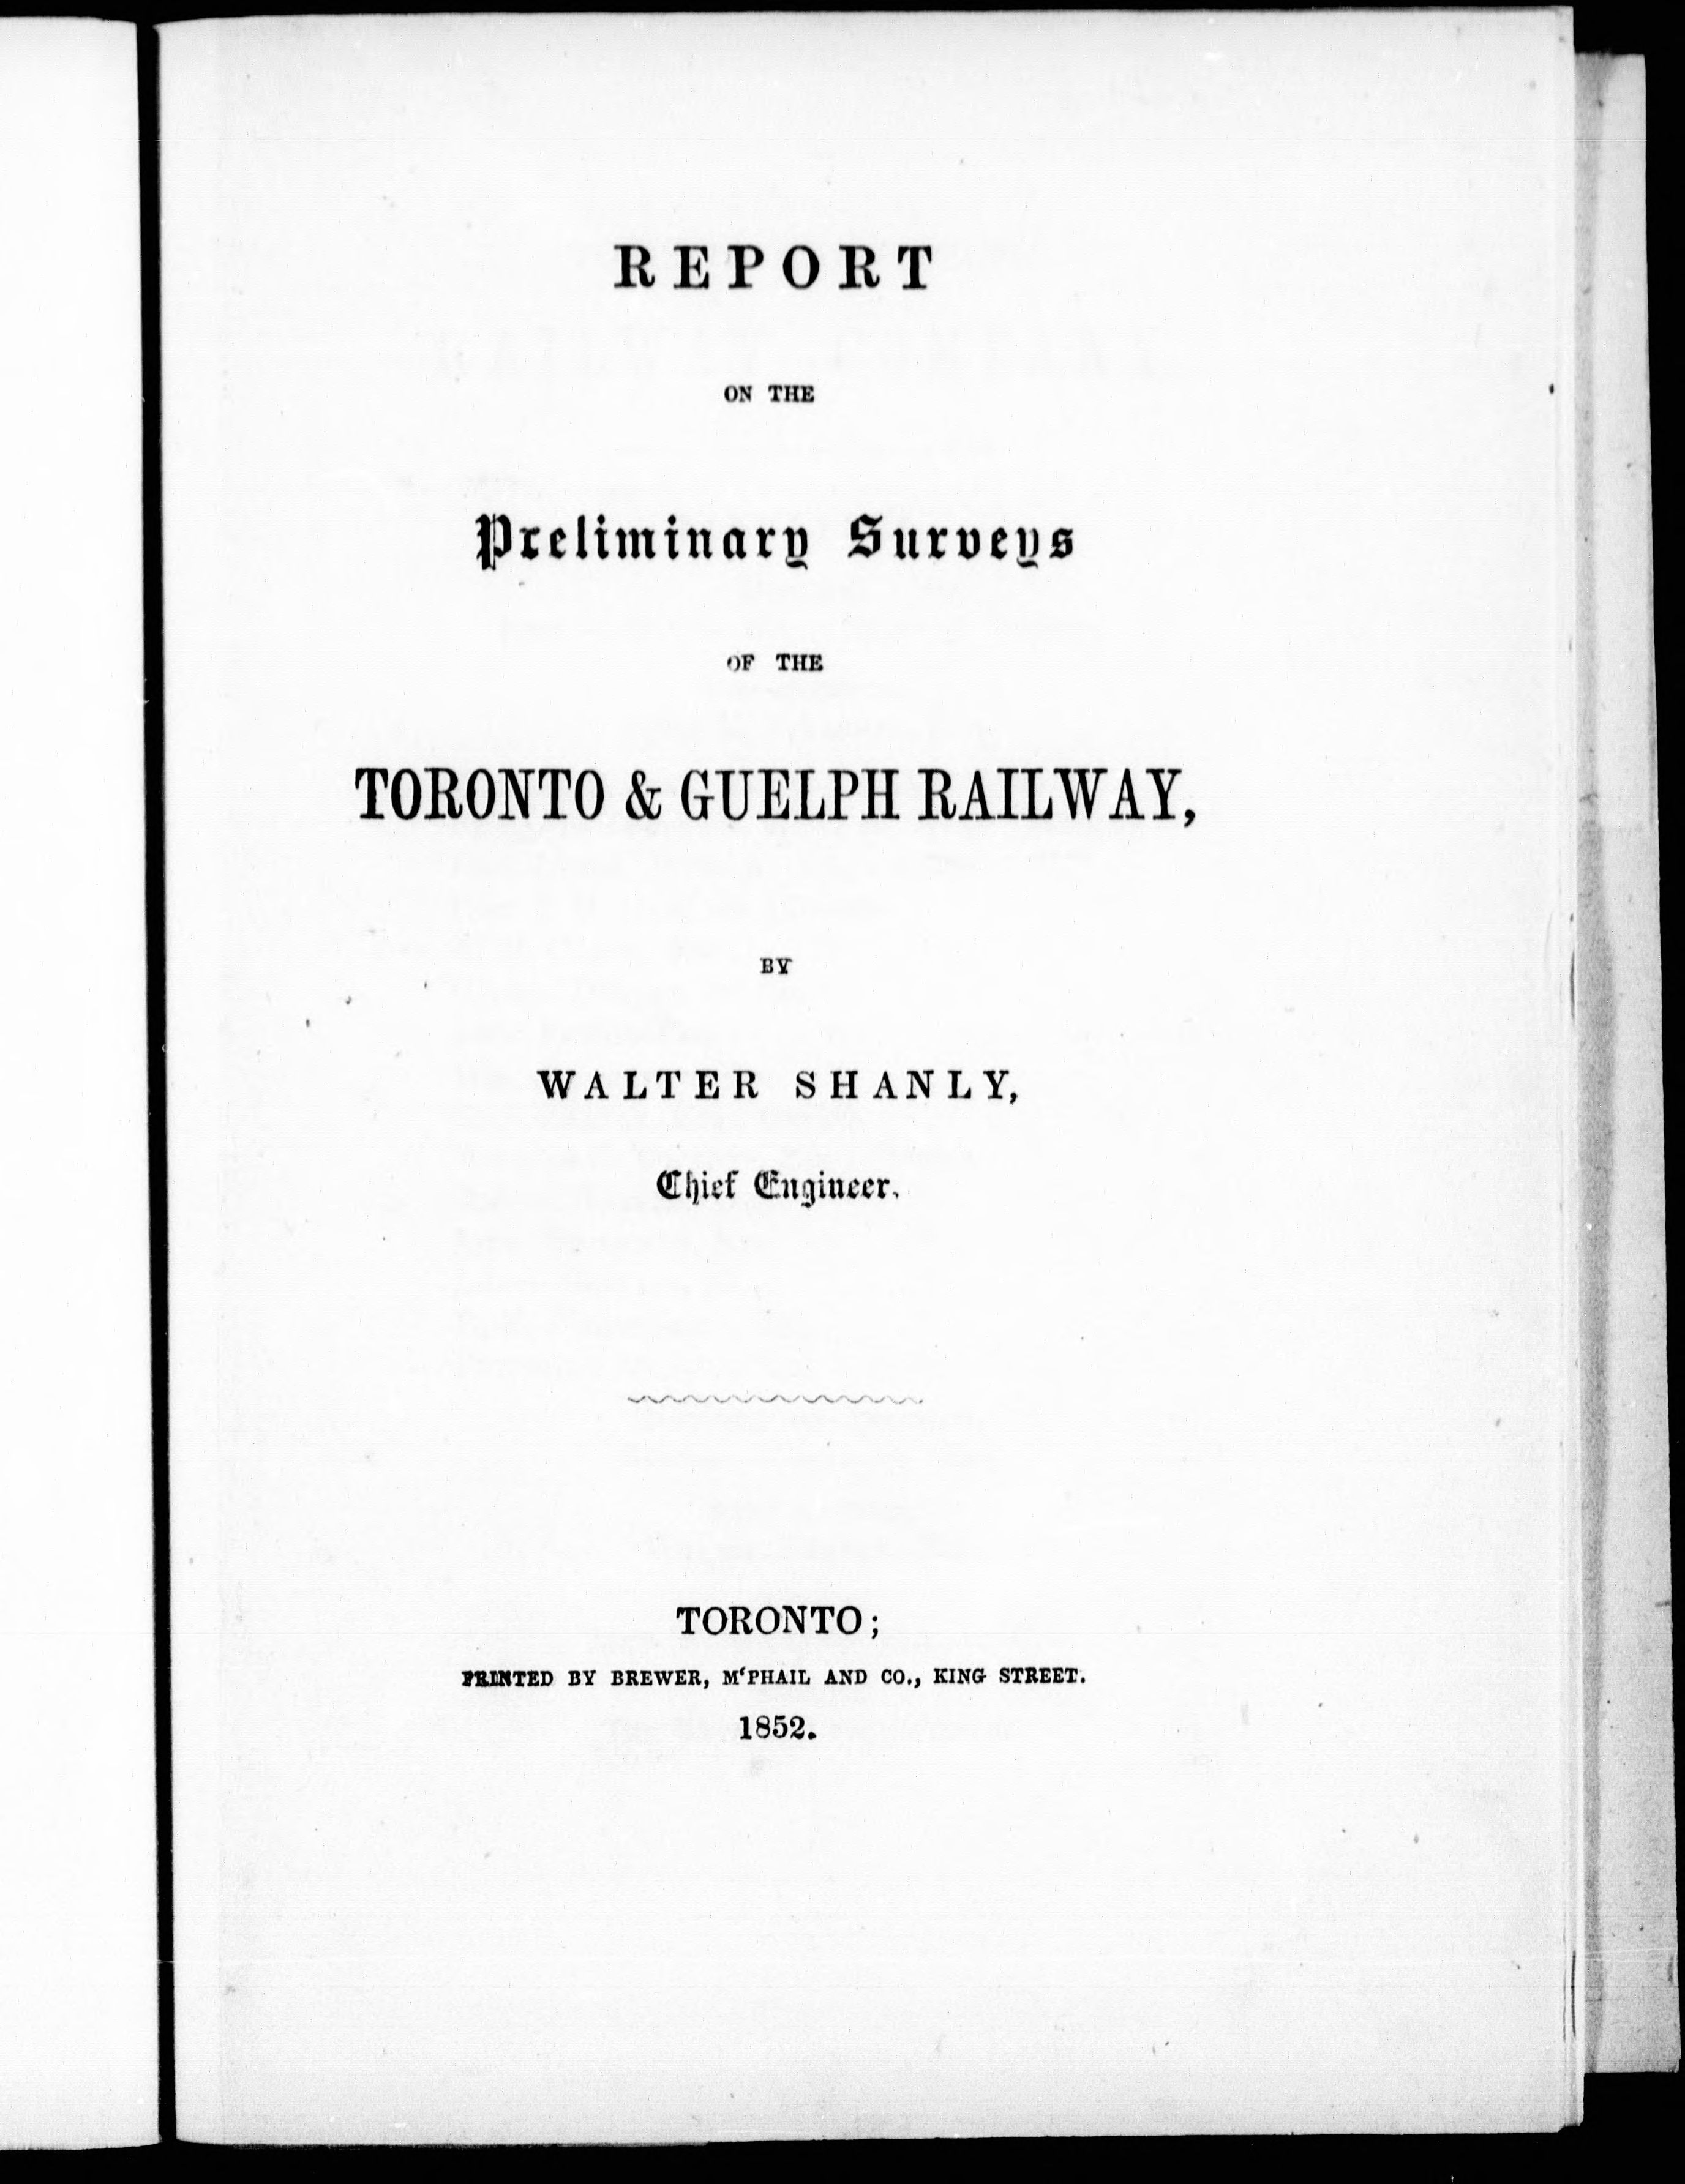 REPORT
ON THE
Preliminary Surveys
OF THE
TORONTO & GUELPH RAILWAY,
BY
WALTER SHANLY,
Chief Engineer.
TORONTO;
PRINTED BY BREWER, M‘PHAIL AND CO., KING STREET.
1852.